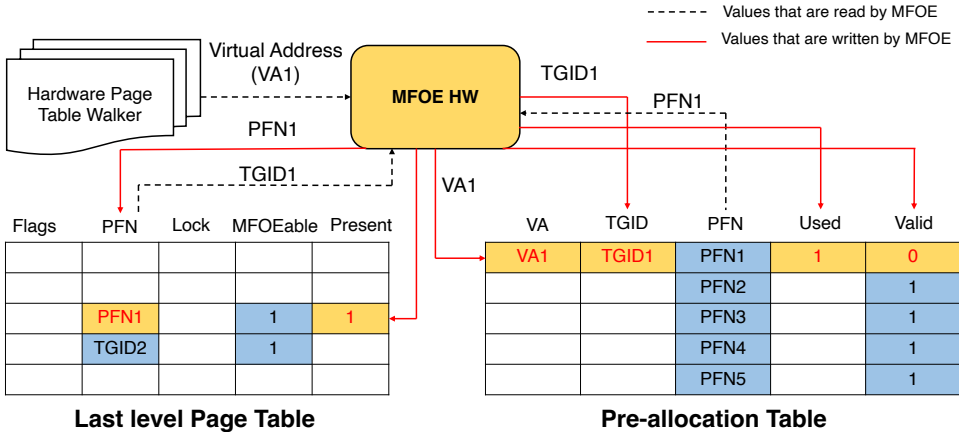 Values that are read by MFOE
Values that are written by MFOE
Hardware Page
Table Walker
Virtual Address
(VA1)
MFOE HW
TGID1
PFN1
PFN1
TGID1
VA1
Flags PFN Lock MFOEable Present
PFN1 1 1
TGID2 1
Last level Page Table
VA TGID PFN Used Valid
VA1 TGID1 PFN1 1 0
PFN2 1
PFN3 1
PFN4 1
PFN5 1
Pre-allocation Table